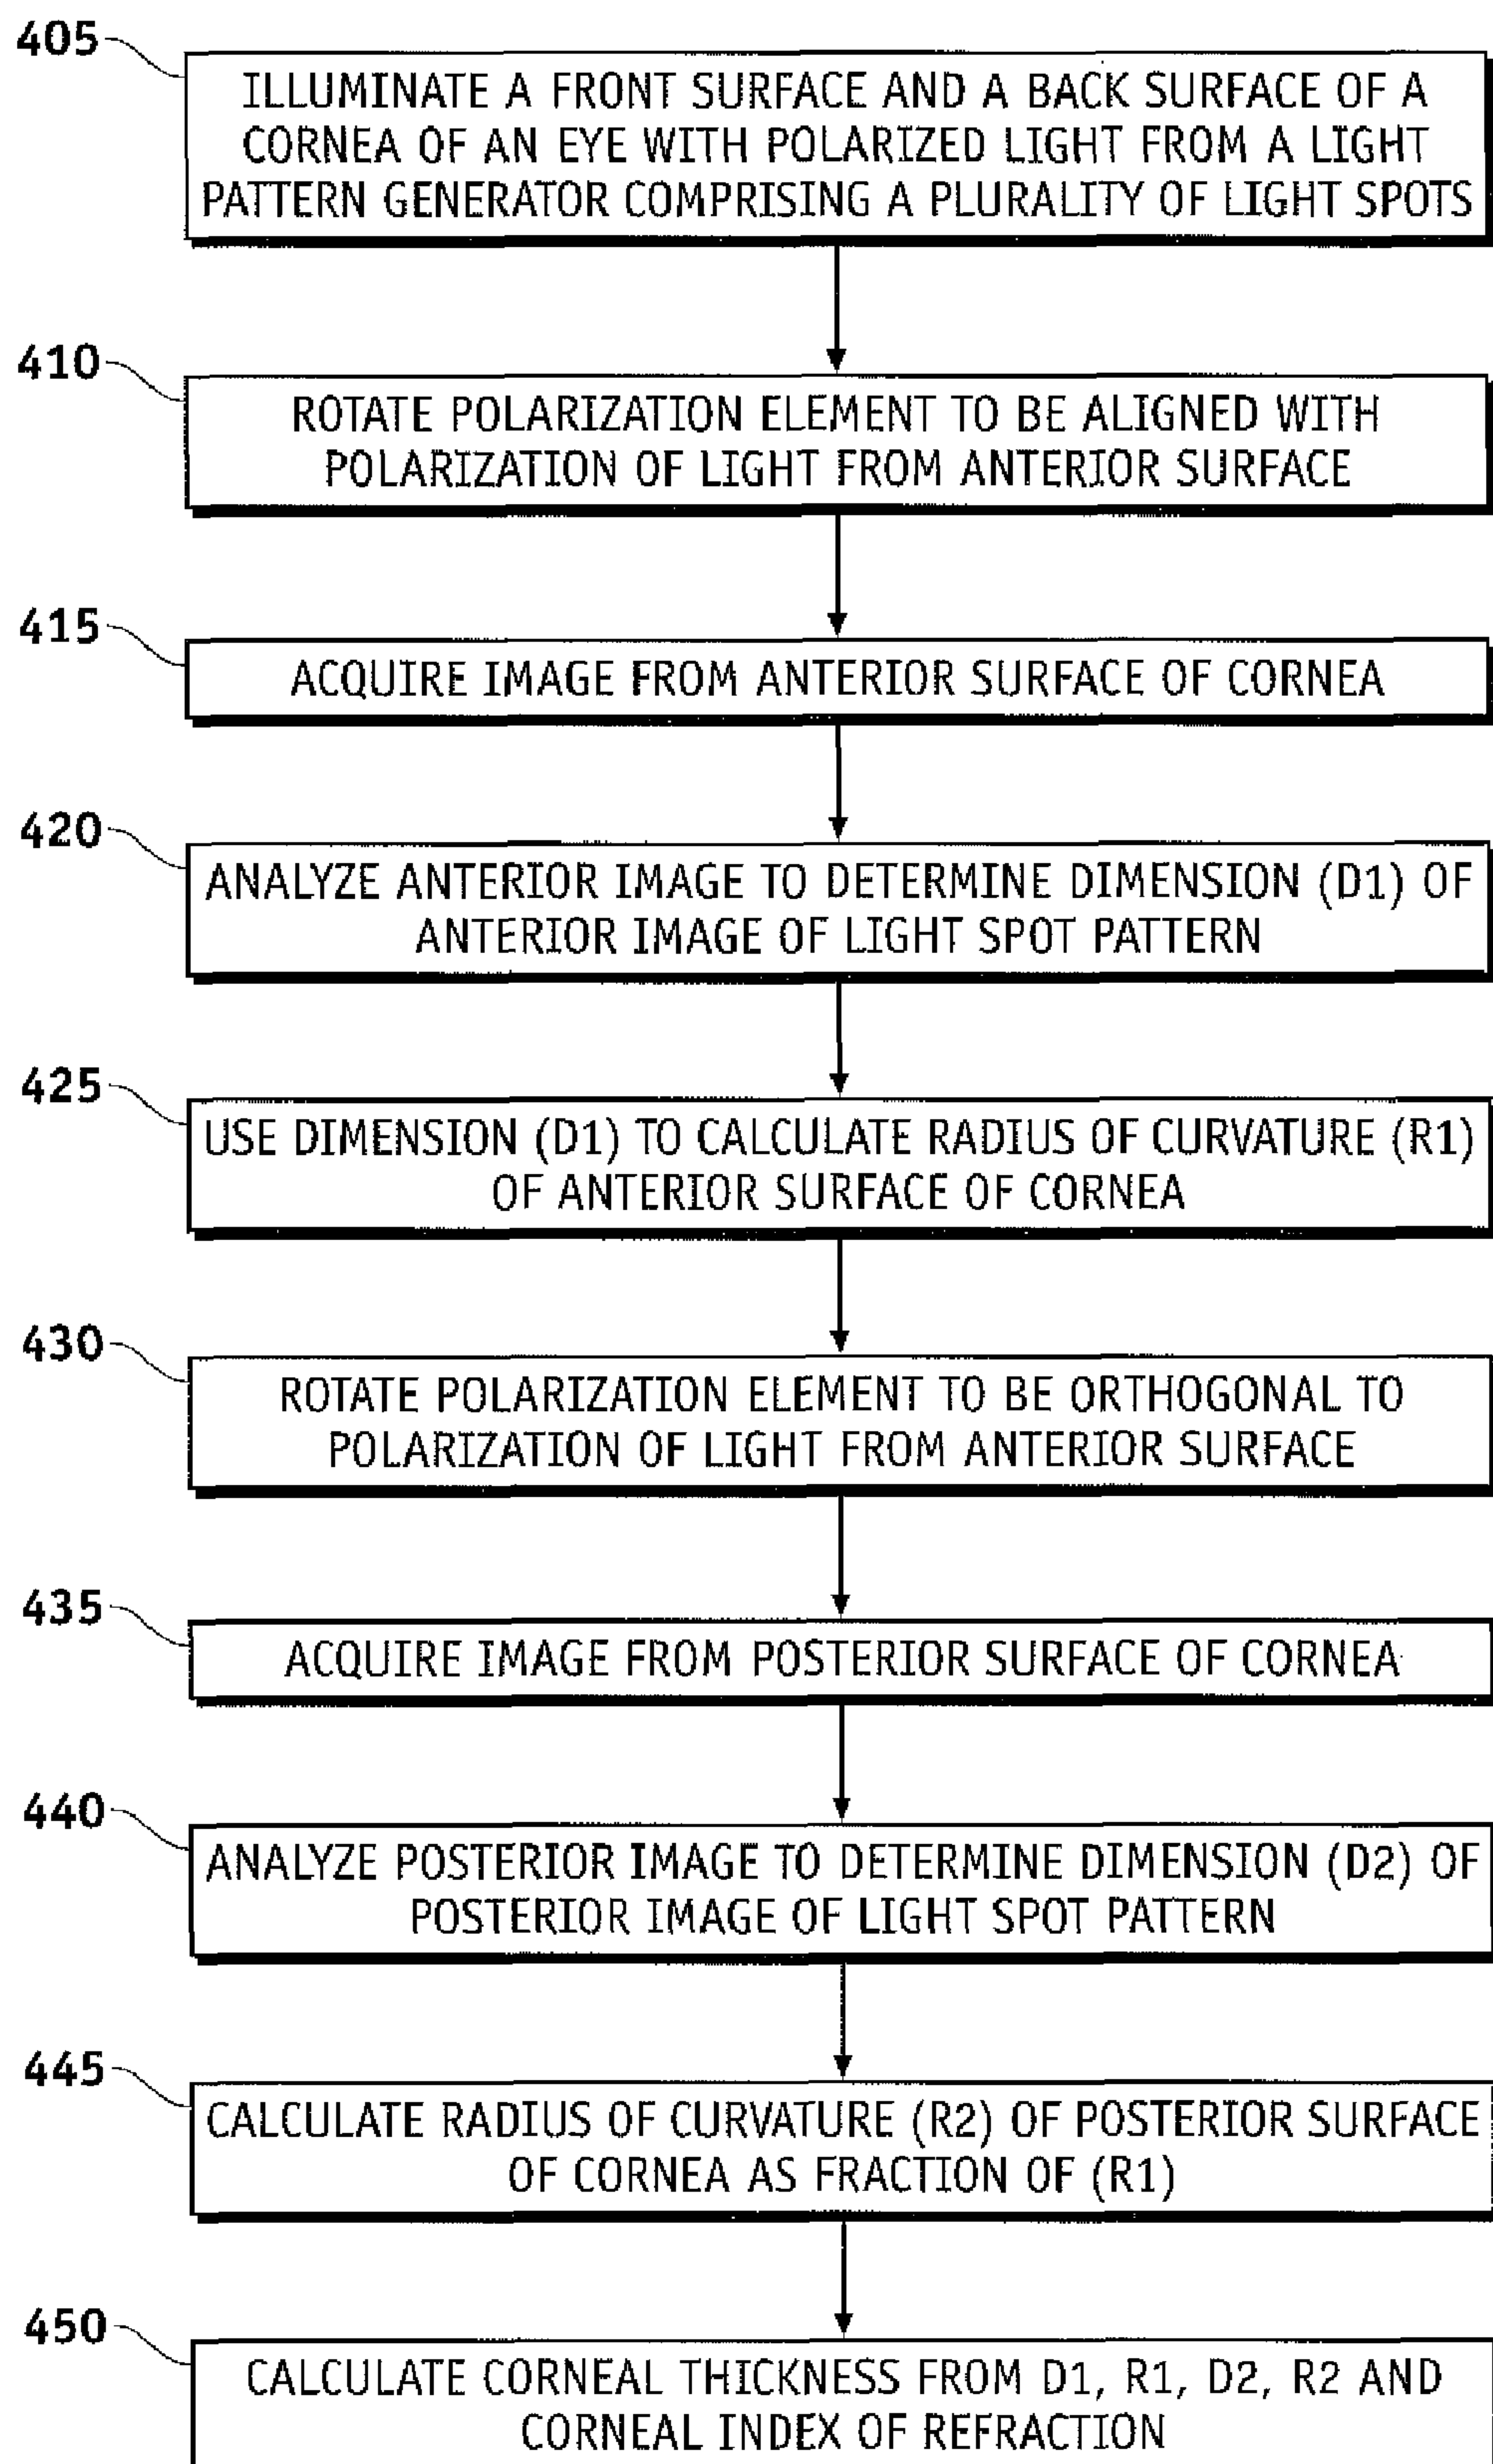 405
ILLUMINATE A FRONT SURFACE AND A BACK SURFACE OF A
CORNEA OF AN EYE WITH POLARIZED LIGHT FROM A LIGHT
PATTERN GENERATOR COMPRISING A PLURALITY OF LIGHT SPOTS
410
ROTATE POLARIZATION ELEMENT TO BE ALIGNED WITH
POLARIZATION OF LIGHT FROM ANTERIOR SURFACE
415
ACQUIRE IMAGE FROM ANTERIOR SURFACE OF CORNEA
420
ANALYZE ANTERIOR IMAGE TO DETERMINE DIMENSION (D1) OF
ANTERIOR IMAGE OF LIGHT SPOT PATTERN
425
USE DIMENSION (D1) TO CALCULATE RADIUS OF CURVATURE (R1)
OF ANTERIOR SURFACE OF CORNEA
430
ROTATE POLARIZATION ELEMENT TO BE ORTHOGONAL TO
POLARIZATION OF LIGHT FROM ANTERIOR SURFACE
435
ACQUIRE IMAGE FROM POSTERIOR SURFACE OF CORNEA
440
ANALYZE POSTERIOR IMAGE TO DETERMINE DIMENSION (D2) OF
POSTERIOR IMAGE OF LIGHT SPOT PATTERN
445
CALCULATE RADIUS OF CURVATURE (R2) OF POSTERIOR SURFACE
OF CORNEA AS FRACTION OF (R1)
450
CALCULATE CORNEAL THICKNESS FROM D1, R1, D2, R2 AND
CORNEAL INDEX OF REFRACTION